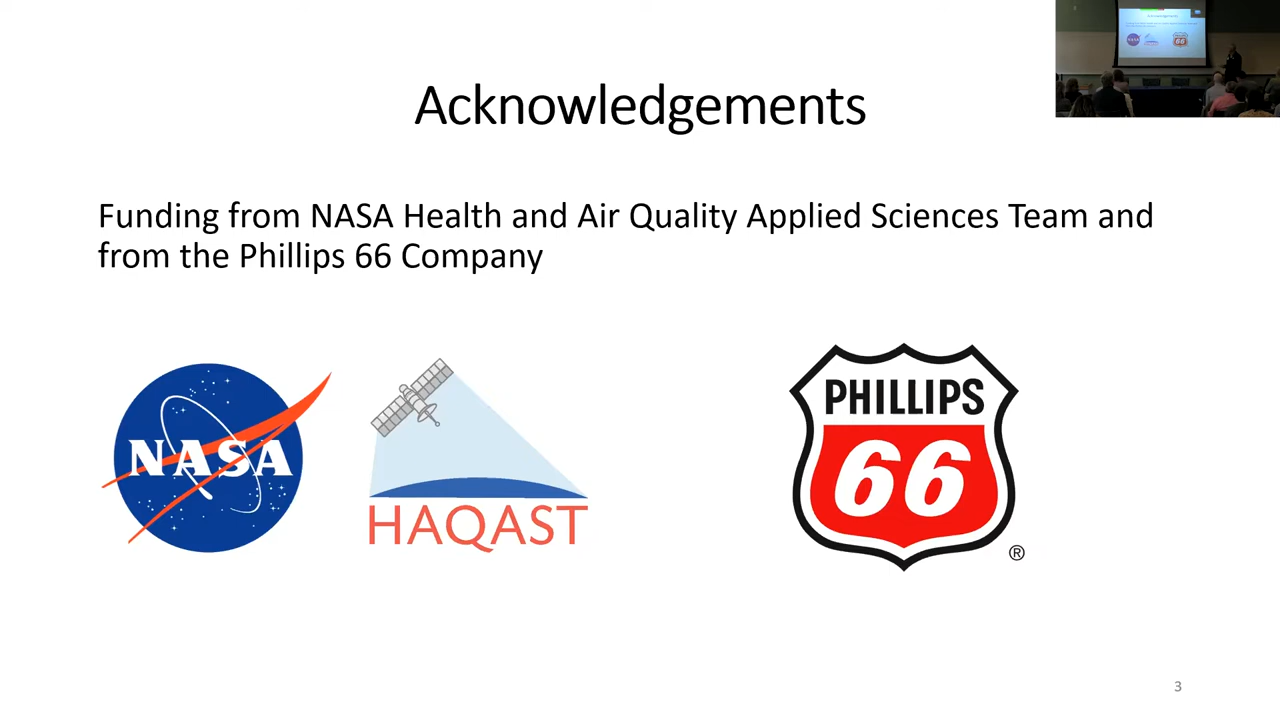 Acknowledgements
Funding from NASA Health and Air Quality Applied Sciences Team and
from the Phillips 66 Company
NASA
HAQAST
PHILLIPS
66
®
3